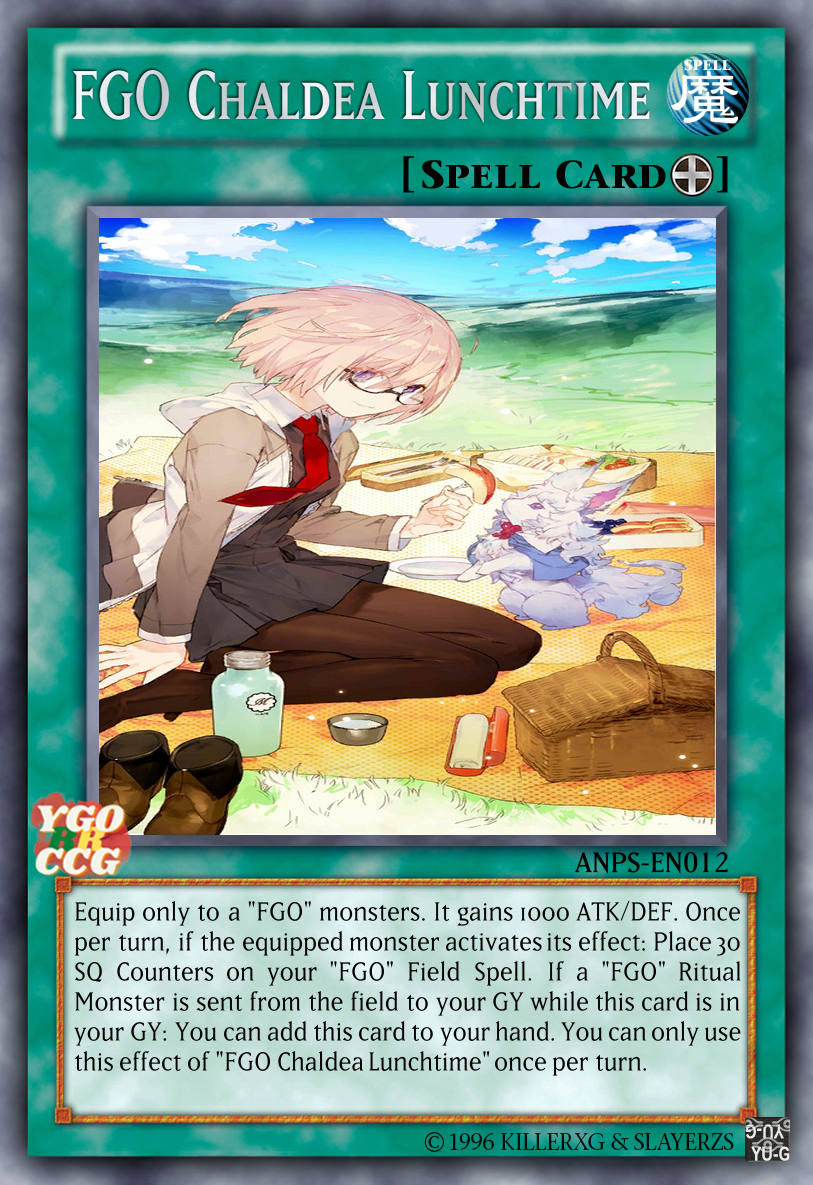 FGO Chaldea Lunchtime
SPELL
魔
[Spell Card]
YGO
RR
CCG
ANPS-EN012
Equip only to a "FGO" monsters. It gains 1000 ATK/DEF. Once
per turn, if the equipped monster activates its effect: Place 30
SQ Counters on your "FGO" Field Spell. If a "FGO" Ritual
Monster is sent from the field to your GY while this card is in
your GY: You can add this card to your hand. You can only use
this effect of "FGO Chaldea Lunchtime" once per turn.
© 1996 KILLERXG & SLAYERZS
YU-G
YU-G